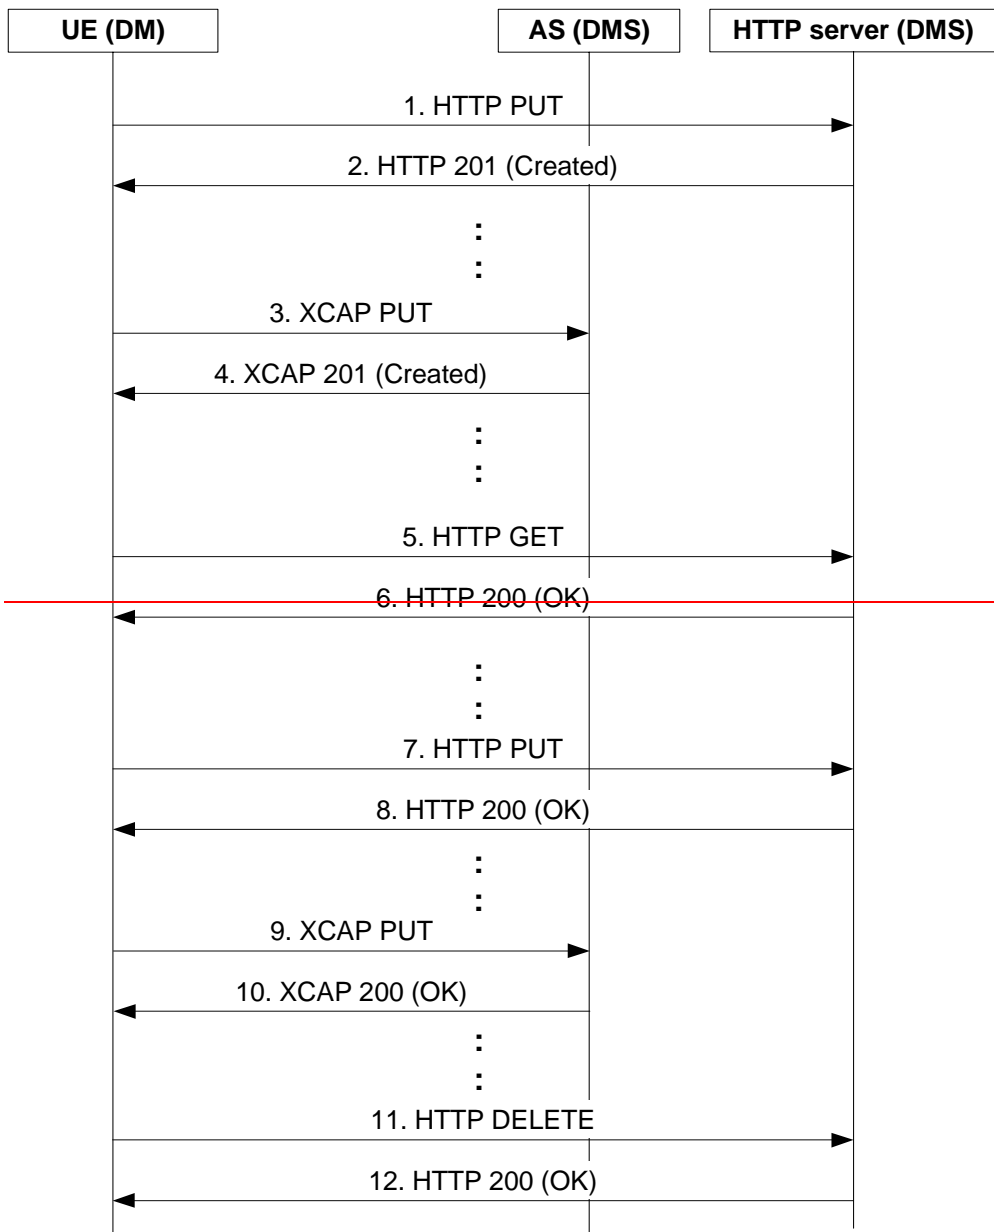 UE (DM)
AS (DMS)
HTTP server (DMS)
1. HTTP PUT
2. HTTP 201 (Created)
:
:
3. XCAP PUT
4. XCAP 201 (Created)
:
:
5. HTTP GET
6. HTTP 200 (OK)
:
:
7. HTTP PUT
8. HTTP 200 (OK)
:
:
9. XCAP PUT
10. XCAP 200 (OK)
:
:
11. HTTP DELETE
12. HTTP 200 (OK)